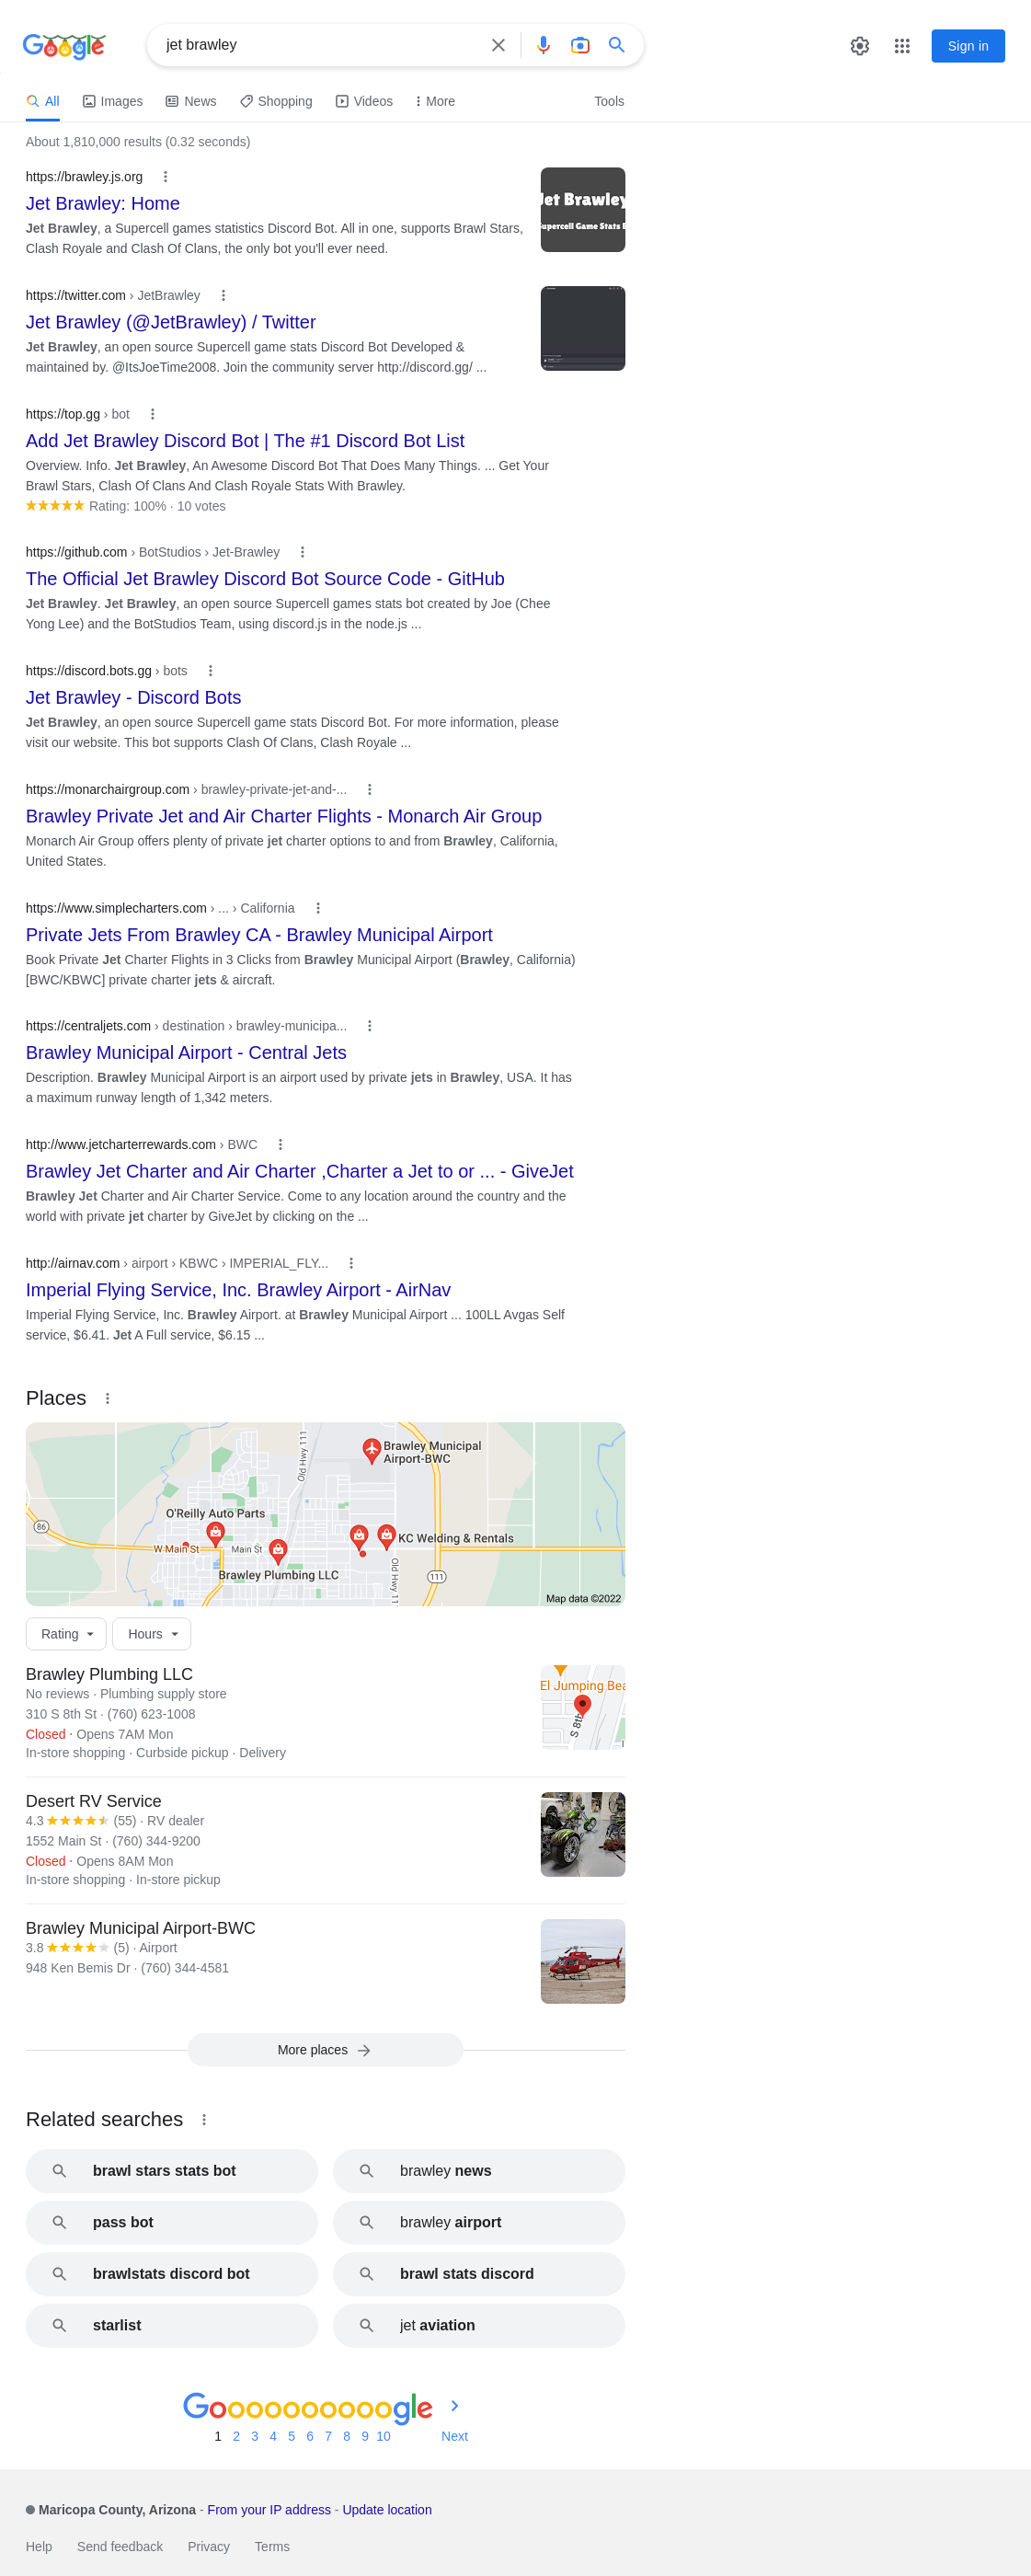 Google
jet brawley
Sign in
All
Images
News
Shopping
Videos
More
Tools
About 1,810,000 results (0.32 seconds)
https://brawley.js.org
Jet Brawley: Home
Jet Brawley, a Supercell games statistics Discord Bot. All in one, supports Brawl Stars,
Clash Royale and Clash Of Clans, the only bot you'll ever need.
Jet Brawley
Supercell Game Stats
https://twitter.com › JetBrawley
Jet Brawley (@JetBrawley) / Twitter
Jet Brawley, an open source Supercell game stats Discord Bot Developed &
maintained by. @ItsJoeTime2008. Join the community server http://discord.gg/ ...
https://top.gg › bot
Add Jet Brawley Discord Bot | The #1 Discord Bot List
Overview. Info. Jet Brawley, An Awesome Discord Bot That Does Many Things. ... Get Your
Brawl Stars, Clash Of Clans And Clash Royale Stats With Brawley.
Rating: 100% · 10 votes
https://github.com › BotStudios › Jet-Brawley
The Official Jet Brawley Discord Bot Source Code - GitHub
Jet Brawley. Jet Brawley, an open source Supercell games stats bot created by Joe (Chee
Yong Lee) and the BotStudios Team, using discord.js in the node.js ...
https://discord.bots.gg › bots
Jet Brawley - Discord Bots
Jet Brawley, an open source Supercell game stats Discord Bot. For more information, please
visit our website. This bot supports Clash Of Clans, Clash Royale ...
https://monarchairgroup.com › brawley-private-jet-and-...
Brawley Private Jet and Air Charter Flights - Monarch Air Group
Monarch Air Group offers plenty of private jet charter options to and from Brawley, California,
United States.
https://www.simplecharters.com › ... › California
Private Jets From Brawley CA - Brawley Municipal Airport
Book Private Jet Charter Flights in 3 Clicks from Brawley Municipal Airport (Brawley, California)
[BWC/KBWC] private charter jets & aircraft.
https://centraljets.com › destination › brawley-municipa...
Brawley Municipal Airport - Central Jets
Description. Brawley Municipal Airport is an airport used by private jets in Brawley, USA. It has
a maximum runway length of 1,342 meters.
http://www.jetcharterrewards.com › BWC
Brawley Jet Charter and Air Charter ,Charter a Jet to or ... - GiveJet
Brawley Jet Charter and Air Charter Service. Come to any location around the country and the
world with private jet charter by GiveJet by clicking on the ...
http://airnav.com › airport › KBWC › IMPERIAL_FLY...
Imperial Flying Service, Inc. Brawley Airport - AirNav
Imperial Flying Service, Inc. Brawley Airport. at Brawley Municipal Airport ... 100LL Avgas Self
service, $6.41. Jet A Full service, $6.15 ...
Places
Old Hwy 111
Brawley Municipal
Airport-BWC
O'Reilly Auto Parts
86
W Main St
Main St
KC Welding & Rentals
Brawley Plumbing LLC
Old Hwy 11
111
Map data ©2022
Rating
Hours
Brawley Plumbing LLC
No reviews · Plumbing supply store
310 S 8th St · (760) 623-1008
Closed · Opens 7AM Mon
In-store shopping · Curbside pickup · Delivery
El Jumping Bea
S 8th
Desert RV Service
4.3 (55) · RV dealer
1552 Main St · (760) 344-9200
Closed · Opens 8AM Mon
In-store shopping · In-store pickup
Brawley Municipal Airport-BWC
3.8 (5) · Airport
948 Ken Bemis Dr · (760) 344-4581
More places
Related searches
brawl stars stats bot
brawley news
pass bot
brawley airport
brawlstats discord bot
brawl stats discord
starlist
jet aviation
Goooooooooogle
1 2 3 4 5 6 7 8 9 10 Next
Maricopa County, Arizona - From your IP address - Update location
Help Send feedback Privacy Terms